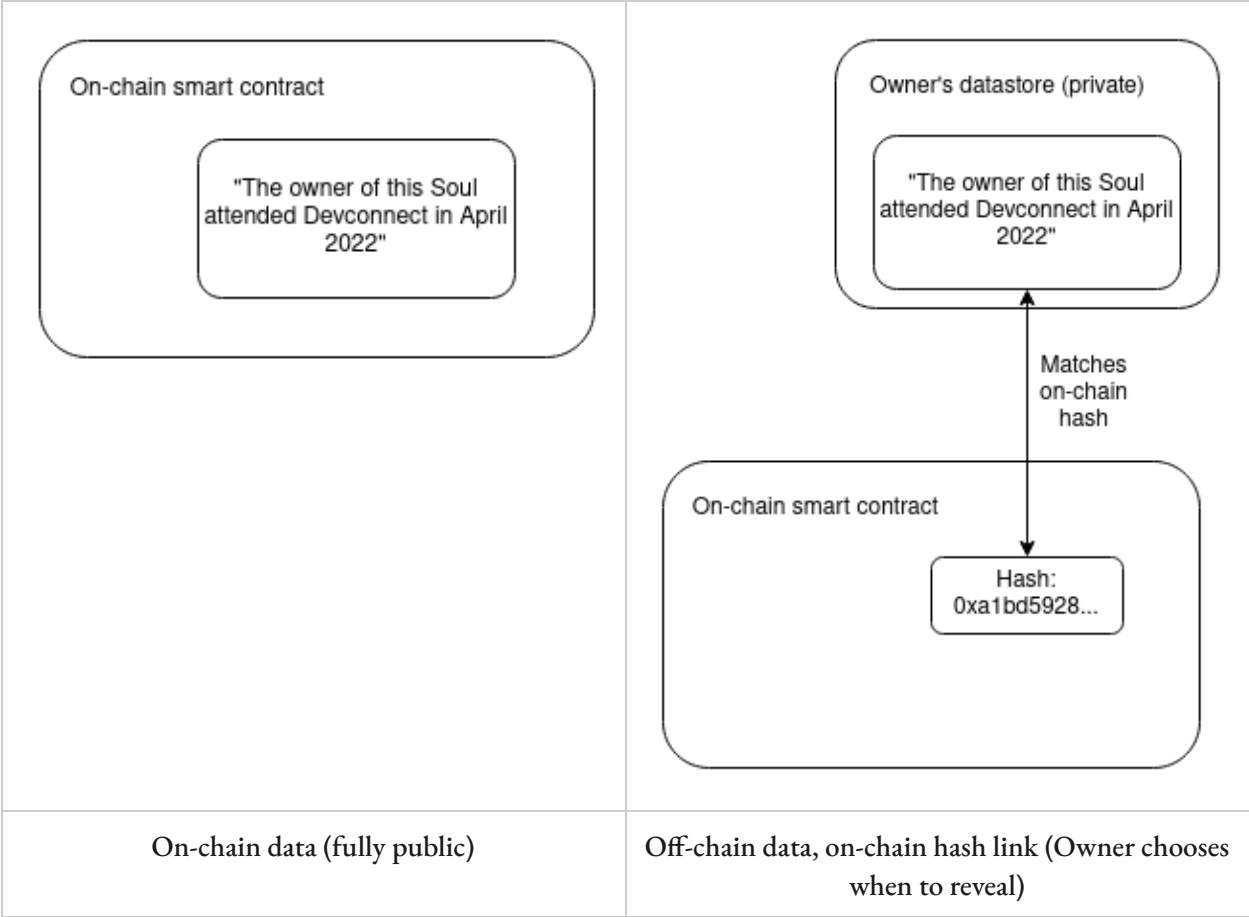 On-chain smart contract
"The owner of this Soul
attended Devconnect in April
2022"
Owner's datastore (private)
"The owner of this Soul
attended Devconnect in April
2022"
Matches
on-chain
hash
On-chain smart contract
Hash:
0xa1bd5928...
On-chain data (fully public)
Off-chain data, on-chain hash link (Owner chooses
when to reveal)